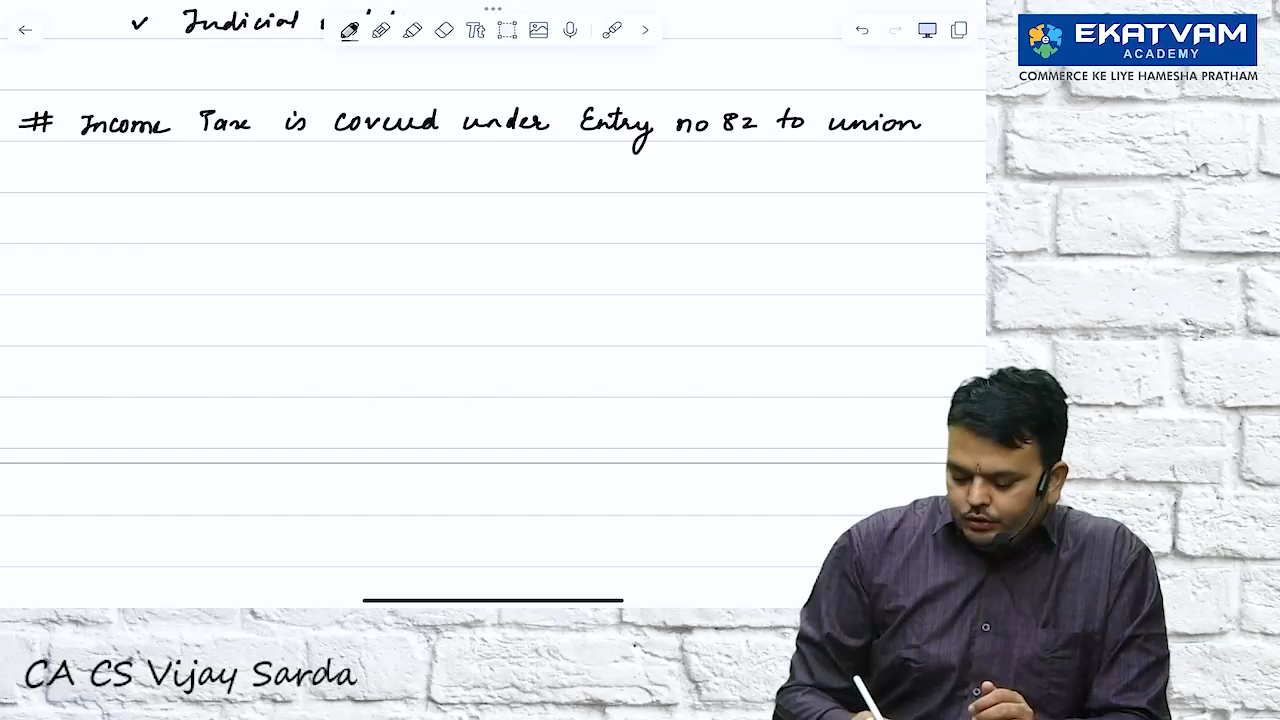 ✓ Judicial
EKATVAM
ACADEMY
COMMERCE KE LIYE HAMESHA PRATHAM
# Income Tax is covered under Entry no 82 to union
CA CS Vijay Sarda